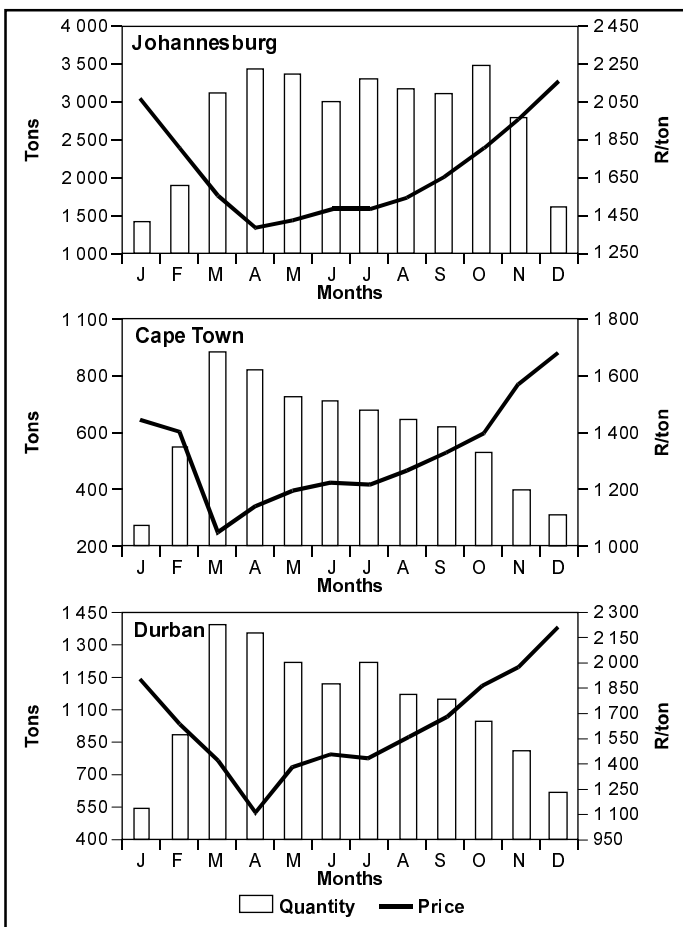 Johannesburg
Tons
R/ton
4 000
3 500
3 000
2 500
2 000
1 500
1 000
2 450
2 250
2 050
1 850
1 650
1 450
1 250
J F M A M J J A S O N D
Months
Cape Town
Tons
R/ton
1 100
800
600
400
200
1 800
1 600
1 400
1 200
1 000
J F M A M J J A S O N D
Months
Durban
Tons
R/ton
1 450
1 300
1 150
1 100
850
700
550
400
2 300
2 150
2 000
1 850
1 700
1 550
1 400
1 250
1 100
950
J F M A M J J A S O N D
Months
Quantity Price